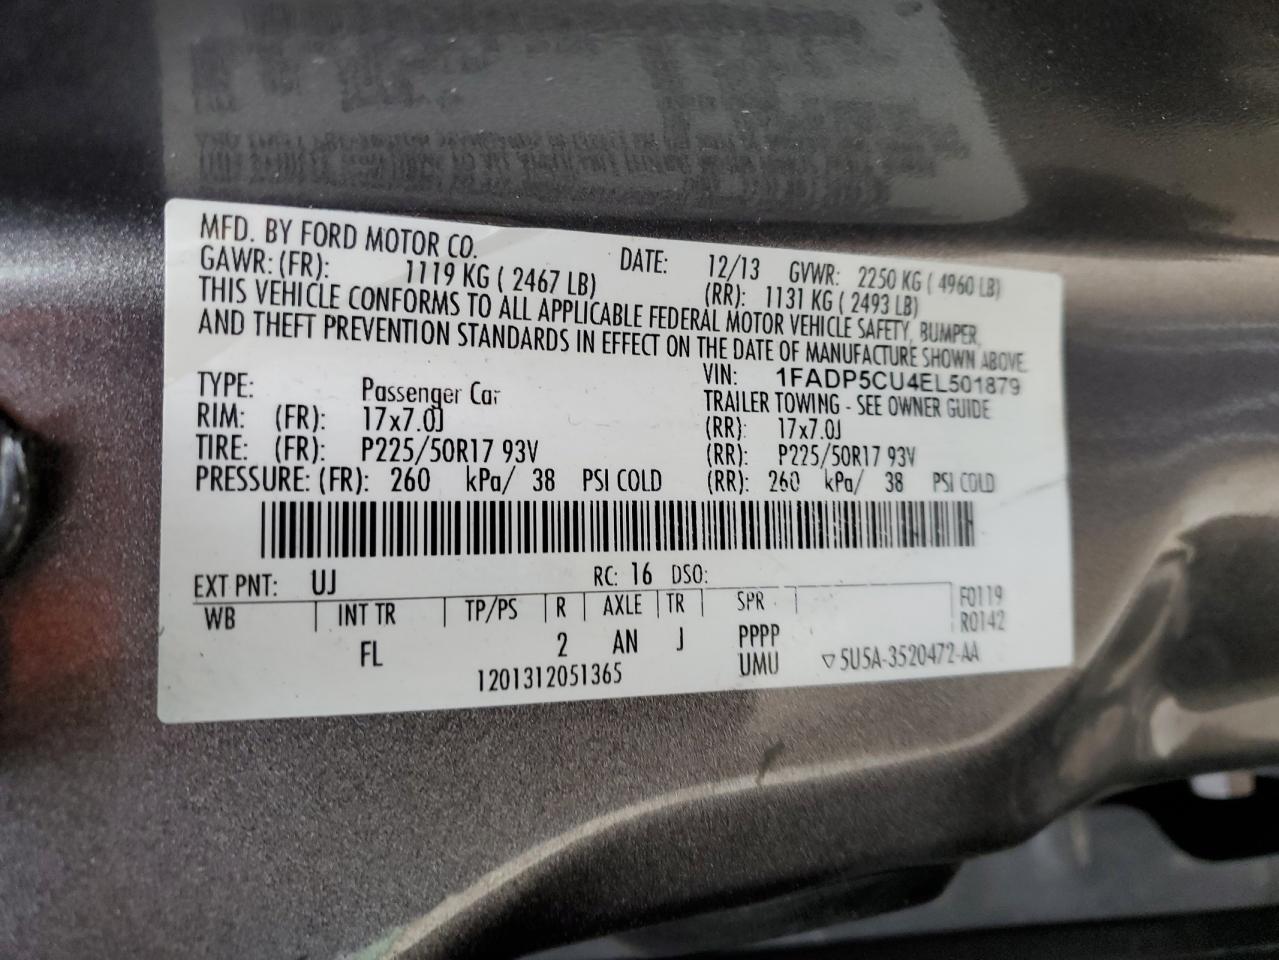 MFD. BY FORD MOTOR CO. DATE: 12/13 GVWR: 2250 KG ( 4960 LB)
GAWR: (FR): 1119 KG ( 2467 LB) (RR): 1131 KG ( 2493 LB)
THIS VEHICLE CONFORMS TO ALL APPLICABLE FEDERAL MOTOR VEHICLE SAFETY, BUMPER,
AND THEFT PREVENTION STANDARDS IN EFFECT ON THE DATE OF MANUFACTURE SHOWN ABOVE.
VIN: 1FADP5CU4EL501879
TYPE: Passenger Car TRAILER TOWING - SEE OWNER GUIDE
RIM: (FR): 17x7.0J (RR): 17x7.0J
TIRE: (FR): P225/50R17 93V (RR): P225/50R17 93V
PRESSURE: (FR): 260 kPa/ 38 PSI COLD (RR): 260 kPa/ 38 PSI COLD
EXT PNT: UJ RC: 16 DSO:
WB INT TR TP/PS R AXLE TR SPR F0119
R0142
FL 2 AN J PPPP
1201312051365 UMU ▽5U5A-3520472-AA